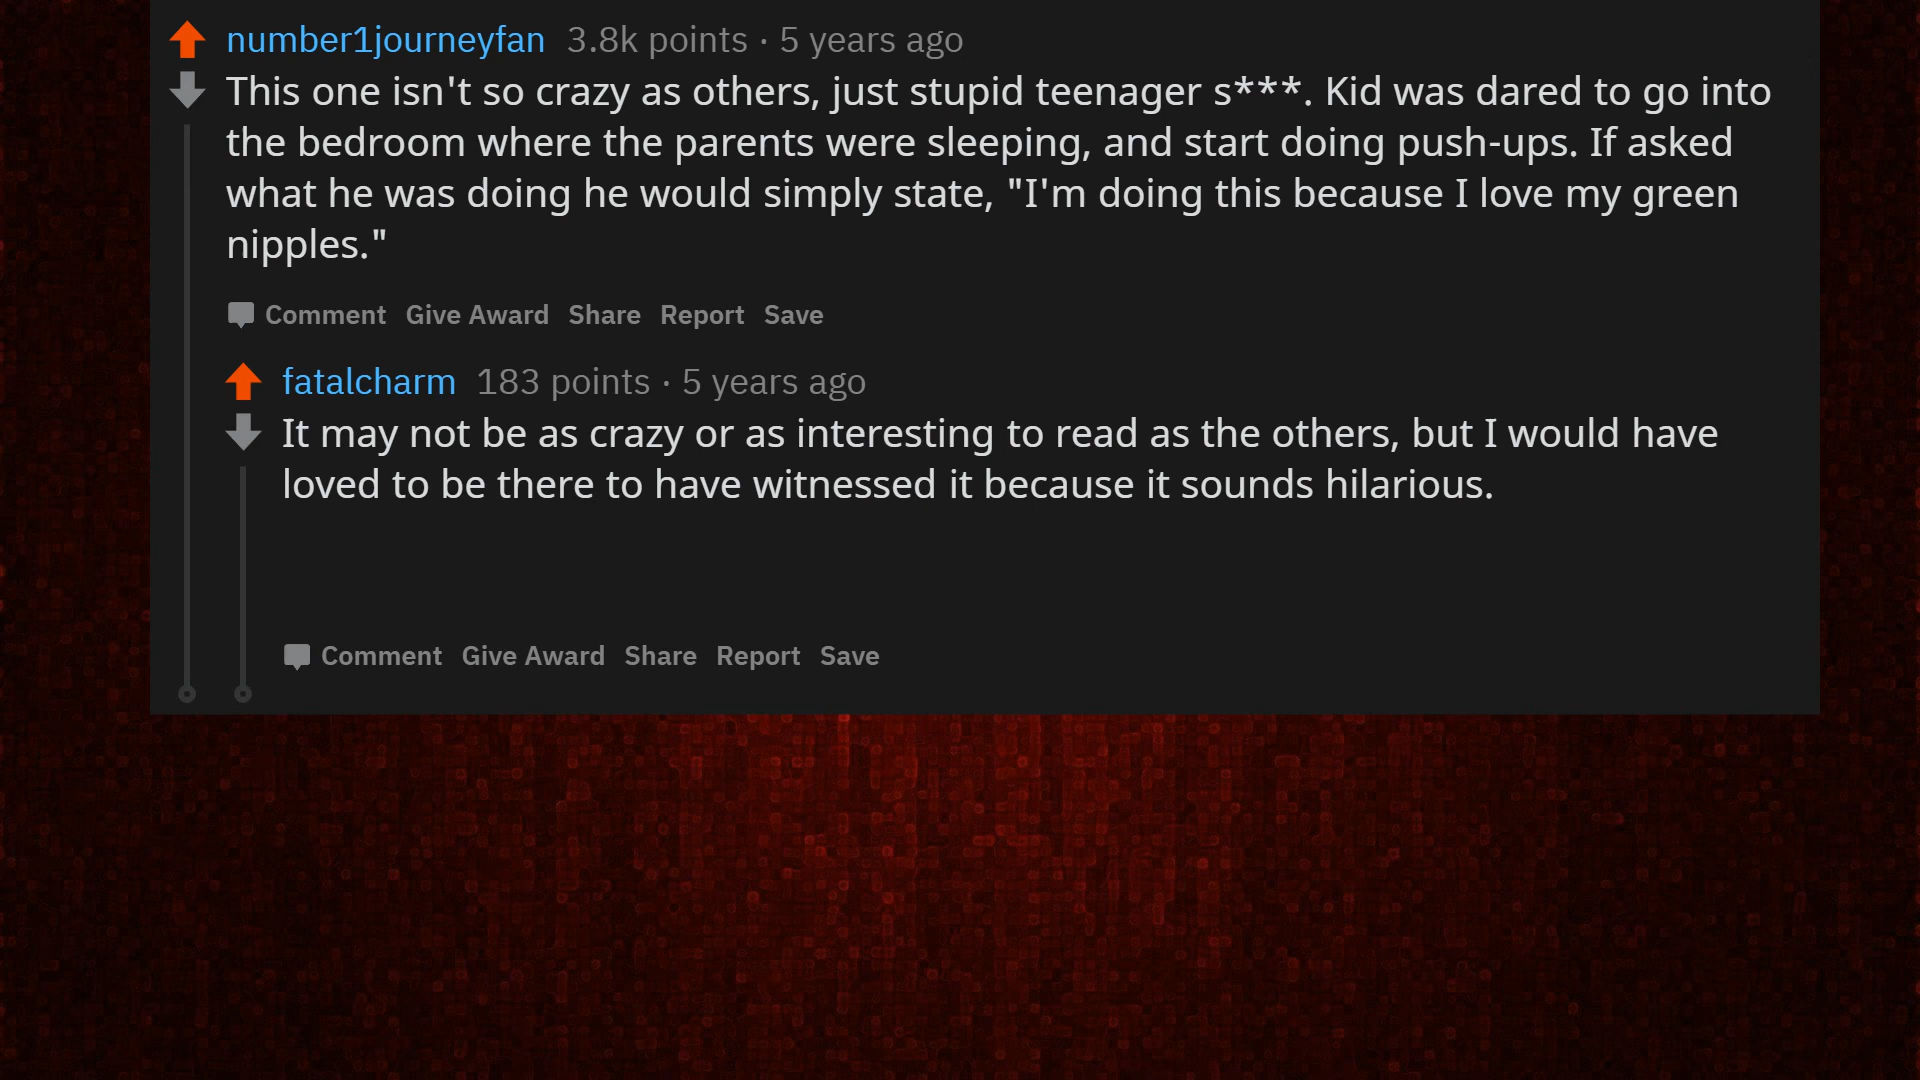 number1journeyfan 3.8k points · 5 years ago
This one isn't so crazy as others, just stupid teenager s***. Kid was dared to go into
the bedroom where the parents were sleeping, and start doing push-ups. If asked
what he was doing he would simply state, "I'm doing this because I love my green
nipples."
Comment Give Award Share Report Save
fatalcharm 183 points · 5 years ago
It may not be as crazy or as interesting to read as the others, but I would have
loved to be there to have witnessed it because it sounds hilarious.
Comment Give Award Share Report Save